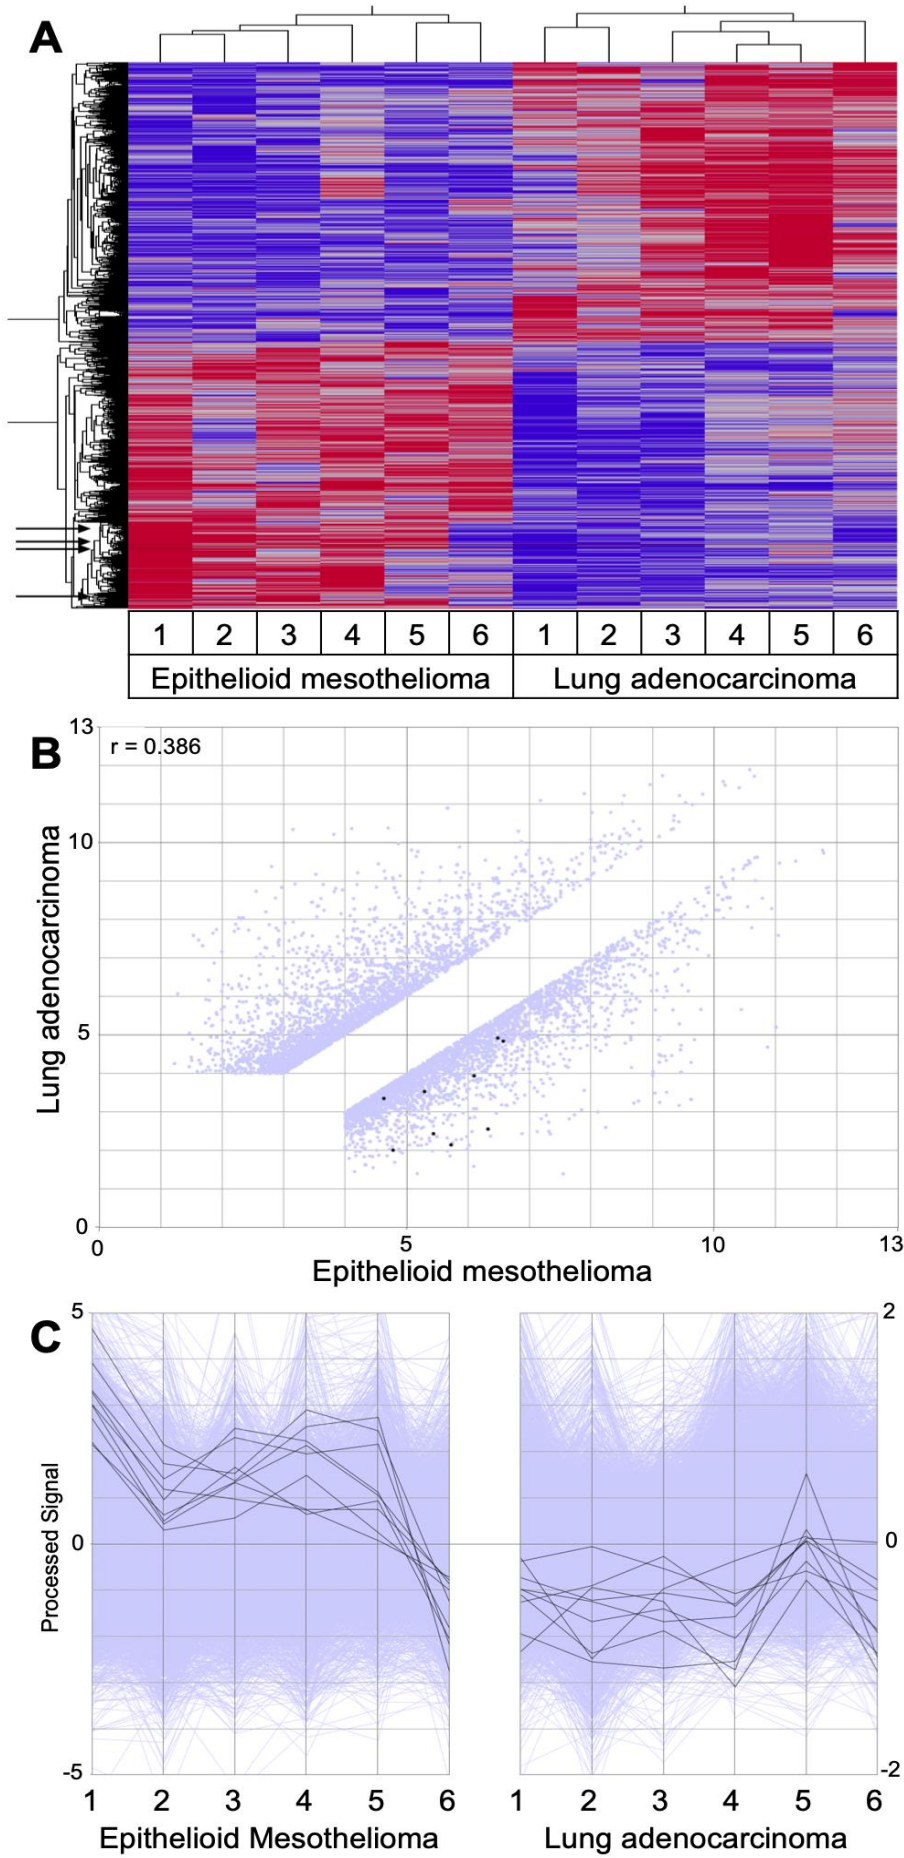 A
1 2 3 4 5 6 1 2 3 4 5 6
Epithelioid mesothelioma Lung adenocarcinoma
B
13
r = 0.386
10
Lung adenocarcinoma
5
0
0 5 10 13
Epithelioid mesothelioma
C
5 2
Processed Signal
0 0
-5 -2
1 2 3 4 5 6 1 2 3 4 5 6
Epithelioid Mesothelioma Lung adenocarcinoma